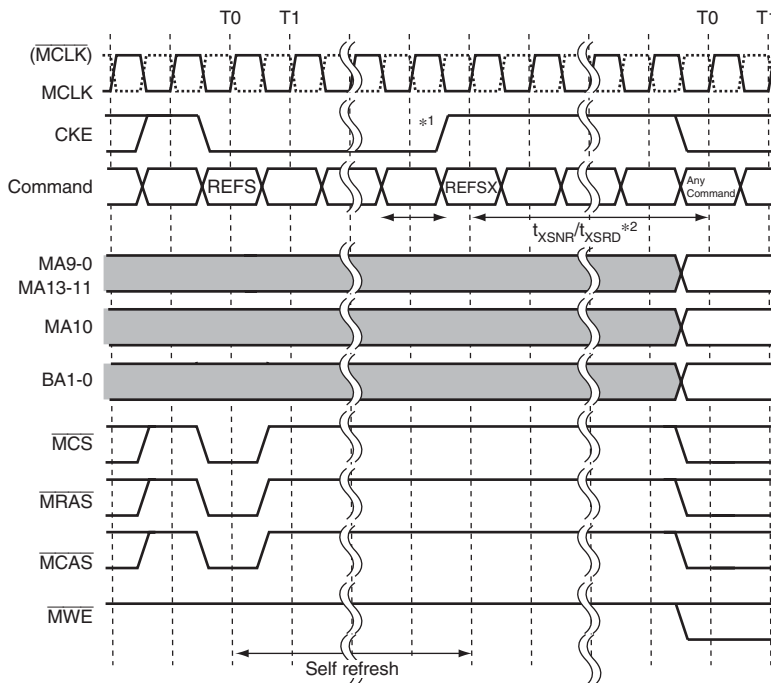 T0 T1 T0 T1
(MCLK)
MCLK
CKE *1
Command REFS REFSX Any Command
tXSNR/tXSRD*2
MA9-0
MA13-11
MA10
BA1-0
MCS
MRAS
MCAS
MWE
Self refresh